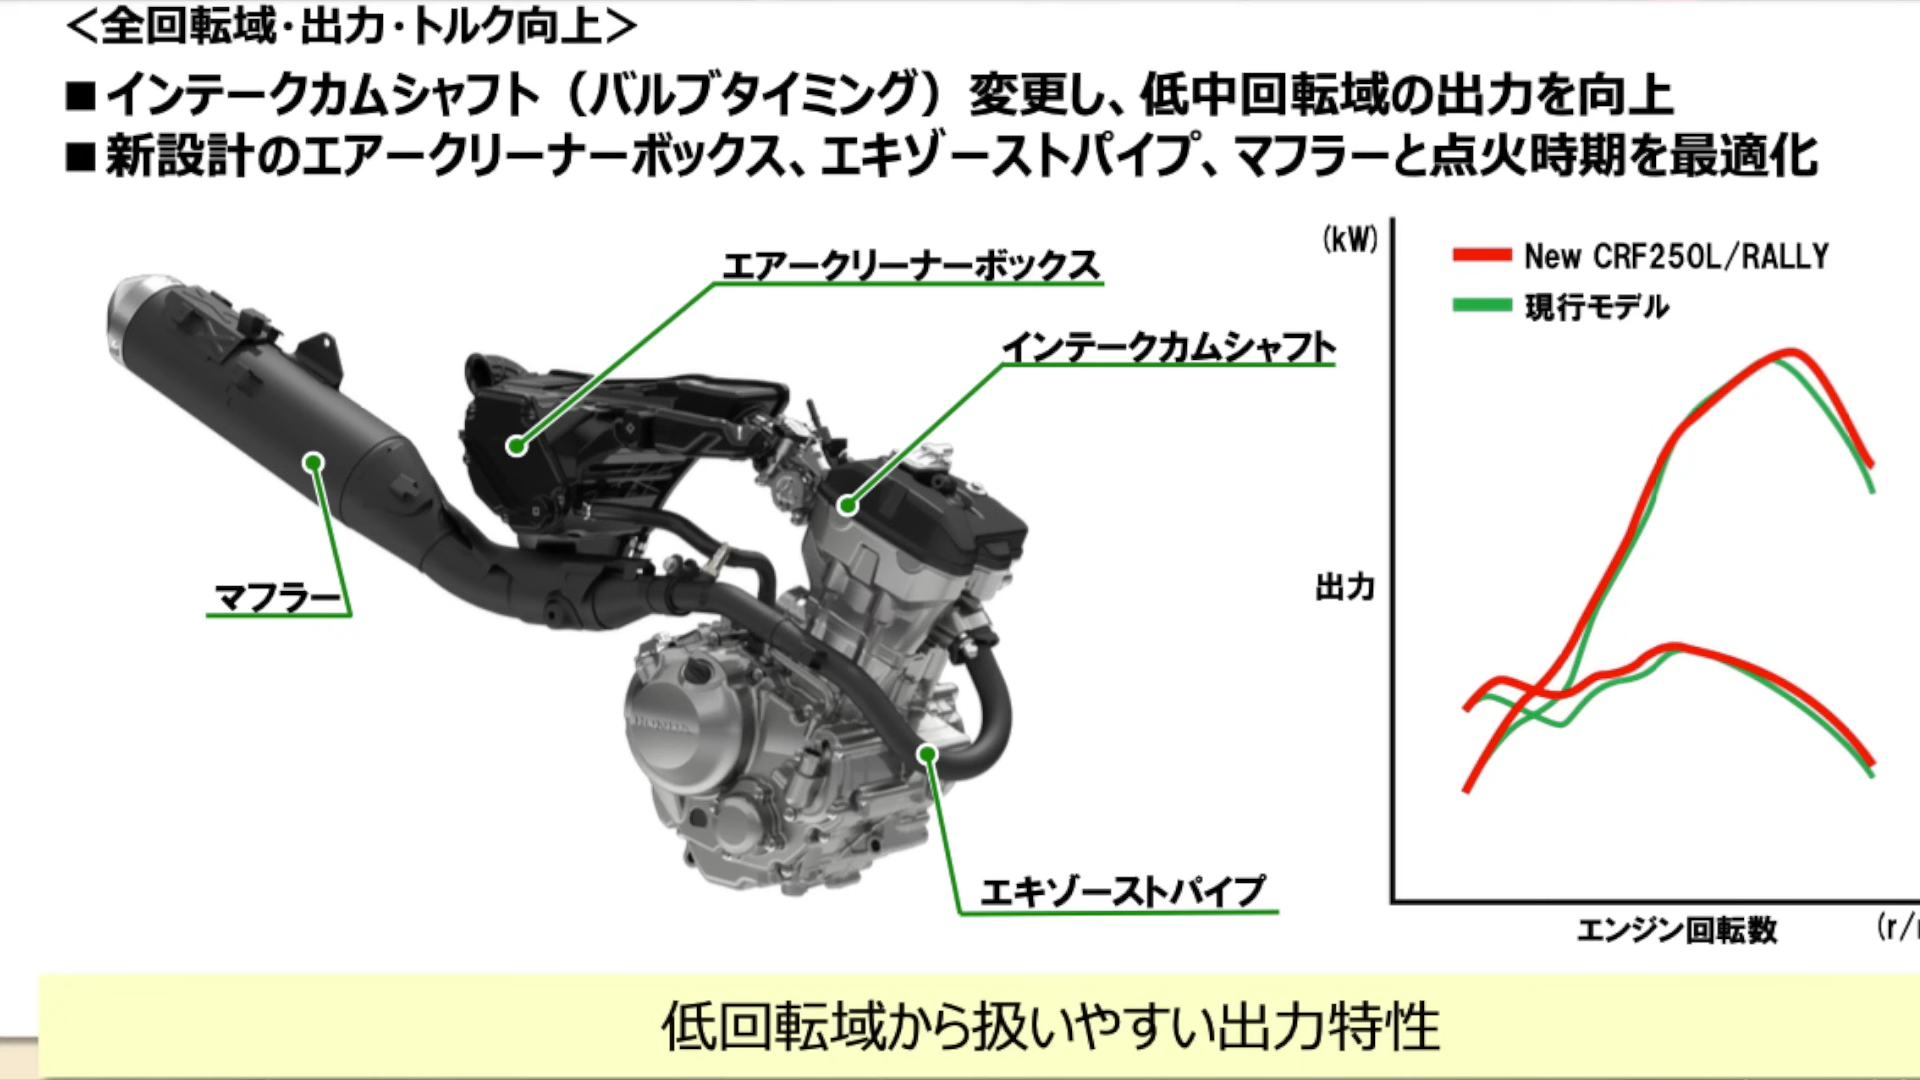 ＜全回転域･出力･トルク向上＞
■インテークカムシャフト（バルブタイミング）変更し、低中回転域の出力を向上
■新設計のエアークリーナーボックス、エキゾーストパイプ、マフラーと点火時期を最適化
エアークリーナーボックス
インテークカムシャフト
マフラー
エキゾーストパイプ
HONDA
(kW)
New CRF250L/RALLY
現行モデル
出力
エンジン回転数
(r/
低回転域から扱いやすい出力特性